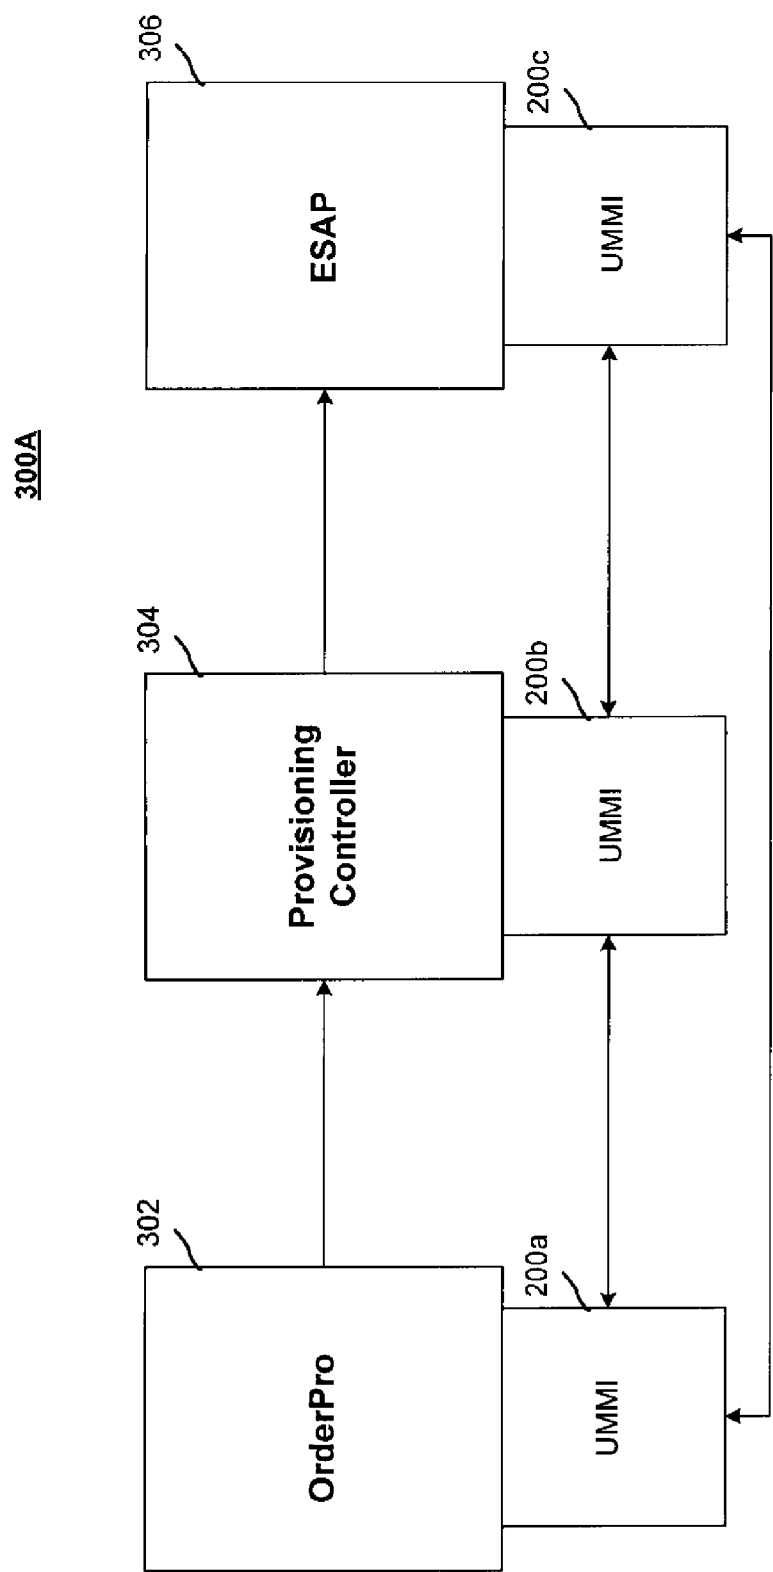 300A
302
304
306
OrderPro
Provisioning
Controller
ESAP
200a
200b
200c
UMMI
UMMI
UMMI